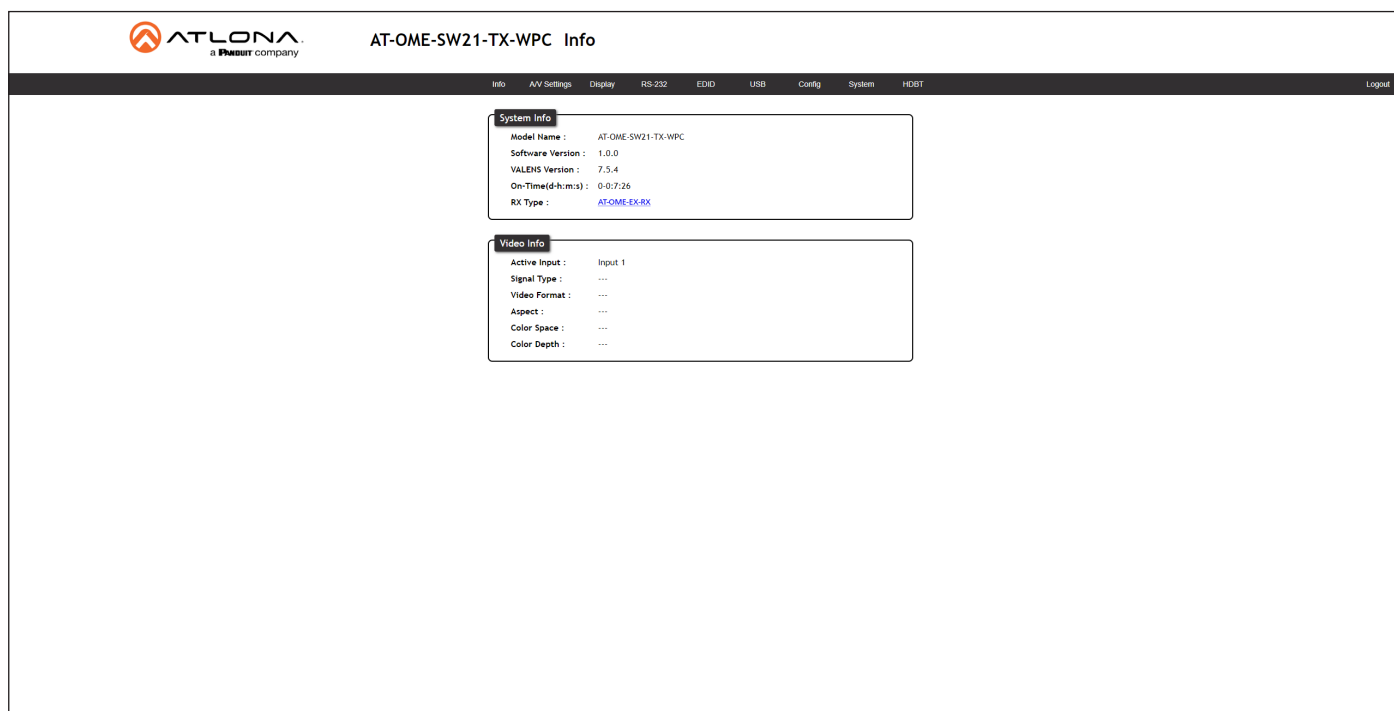 ATLONA.
a PANDUIT company
AT-OME-SW21-TX-WPC Info
Info A/V Settings Display RS-232 EDID USB Config System HDBT Logout
System Info
Model Name : AT-OME-SW21-TX-WPC
Software Version : 1.0.0
VALENS Version : 7.5.4
On-Time(d-h:m:s) : 0-0:7:26
RX Type : AT-OME-EX-RX
Video Info
Active Input : Input 1
Signal Type : ---
Video Format : ---
Aspect : ---
Color Space : ---
Color Depth : ---